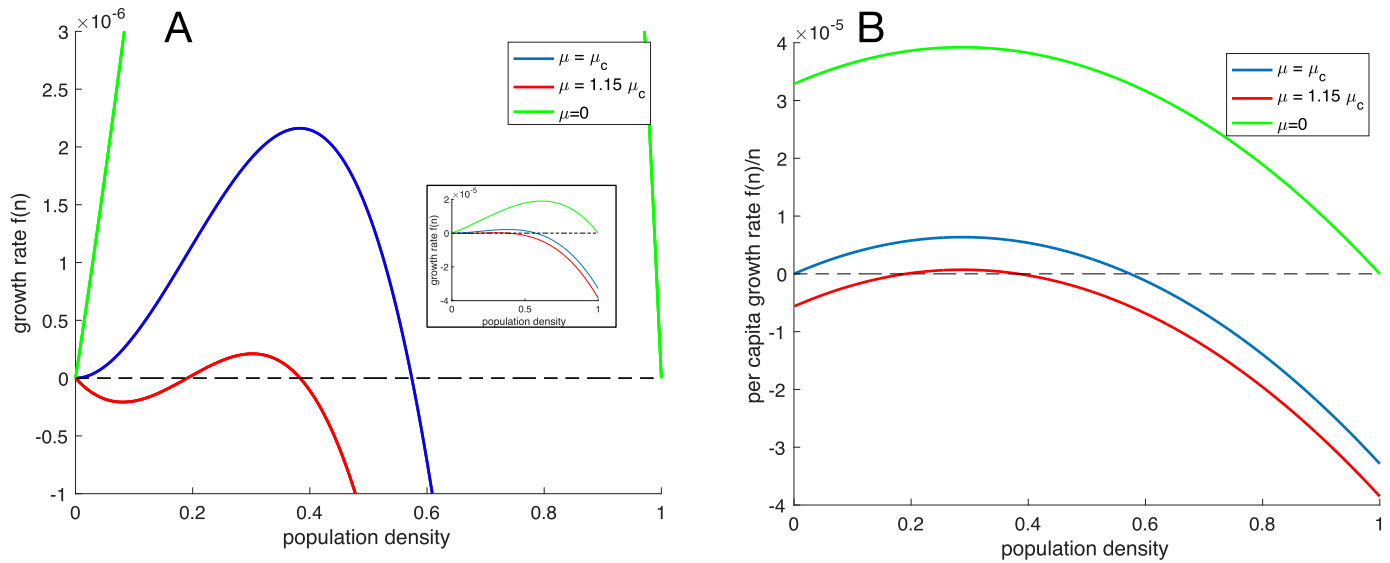 ×10⁻⁶
A
3
2.5
2
1.5
1
0.5
0
-0.5
-1
growth rate f(n)
0
0.2
0.4
0.6
0.8
1
population density
μ = μc
μ = 1.15 μc
μ=0
×10⁻⁵
2
0
-2
-4
growth rate f(n)
0
0.5
1
population density
×10⁻⁵
B
4
3
2
1
0
-1
-2
-3
-4
per capita growth rate f(n)/n
0
0.2
0.4
0.6
0.8
1
population density
μ = μc
μ = 1.15 μc
μ=0